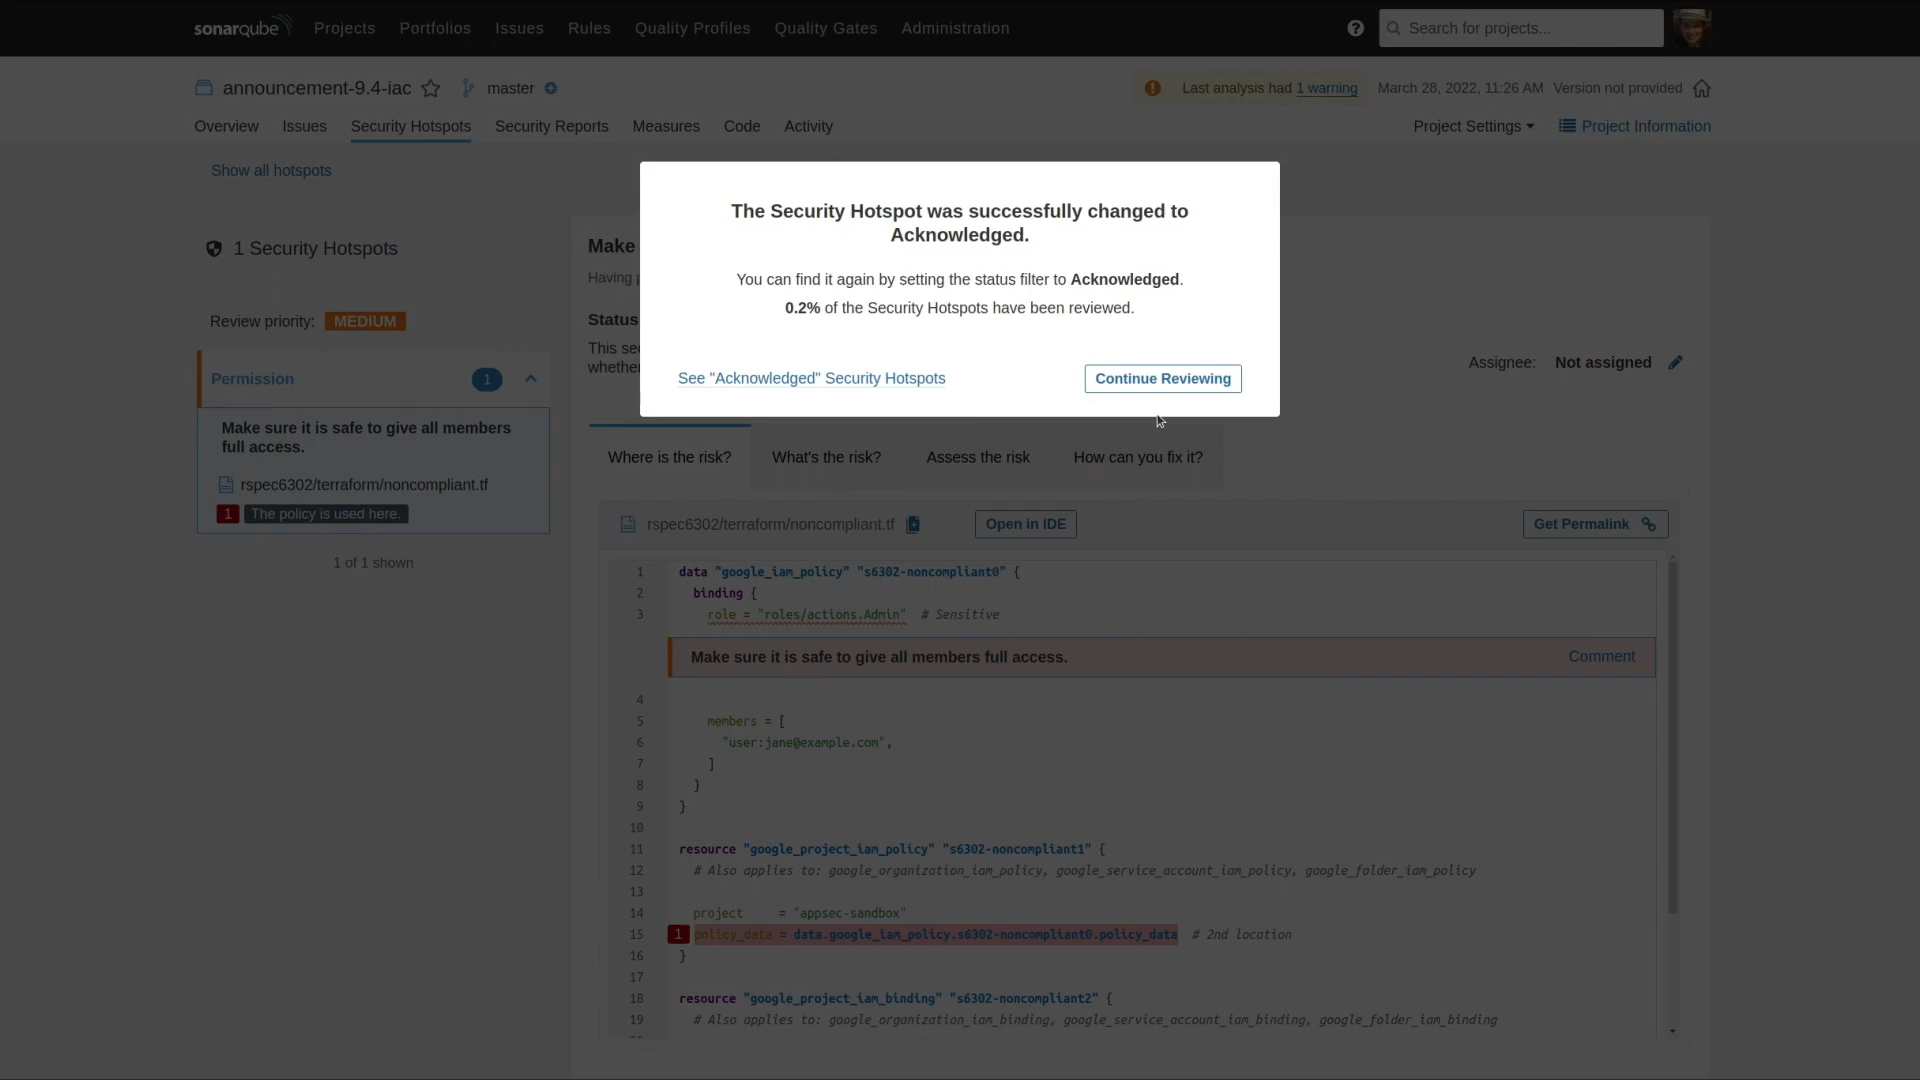 sonarqube Projects Portfolios Issues Rules Quality Profiles Quality Gates Administration ? Search for projects...
announcement-9.4-iac master Last analysis had 1 warning March 28, 2022, 11:26 AM Version not provided
Overview Issues Security Hotspots Security Reports Measures Code Activity Project Settings Project Information
Show all hotspots
1 Security Hotspots
Review priority: MEDIUM
Permission 1
Make sure it is safe to give all members
full access.
rspec6302/terraform/noncompliant.tf
1 The policy is used here.
1 of 1 shown
The Security Hotspot was successfully changed to
Acknowledged.
You can find it again by setting the status filter to Acknowledged.
0.2% of the Security Hotspots have been reviewed.
See "Acknowledged" Security Hotspots Continue Reviewing
Make
Having
Status
This
whether
Assignee: Not assigned
Where is the risk? What's the risk? Assess the risk How can you fix it?
rspec6302/terraform/noncompliant.tf Open in IDE Get Permalink
1 data "google_iam_policy" "s6302-noncompliant0" {
2 binding {
3 role = "roles/actions.Admin" # Sensitive
Make sure it is safe to give all members full access. Comment
4
5 members = [
6 "user:jane@example.com",
7 ]
8 }
9 }
10
11 resource "google_project_iam_policy" "s6302-noncompliant1" {
12 # Also applies to: google_organization_iam_policy, google_service_account_iam_policy, google_folder_iam_policy
13
14 project = "appsec-sandbox"
15 1 policy_data = data.google_iam_policy.s6302-noncompliant0.policy_data # 2nd location
16 }
17
18 resource "google_project_iam_binding" "s6302-noncompliant2" {
19 # Also applies to: google_organization_iam_binding, google_service_account_iam_binding, google_folder_iam_binding